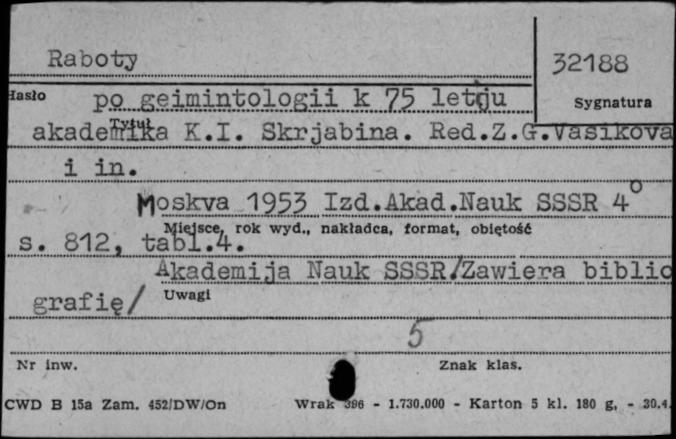 Raboty
32188
Hasło
po geimintologii k 75 letiju
Sygnatura
Tytuł
akademika K.I. Skrjabina. Red.Z.G.Vasikova
i in.
Moskva 1953 Izd.Akad.Nauk SSSR 4°
Miejsce, rok wyd., nakładca, format, objętość
s. 812, tabl.4.
Akademija Nauk SSSR./Zawiera biblio
Uwagi
grafię/
5
Nr inw.
Znak klas.
CWD B 15a Zam. 452/DW/On Wrak 396 - 1.730.000 - Karton 5 kl. 180 g. - 30.4.